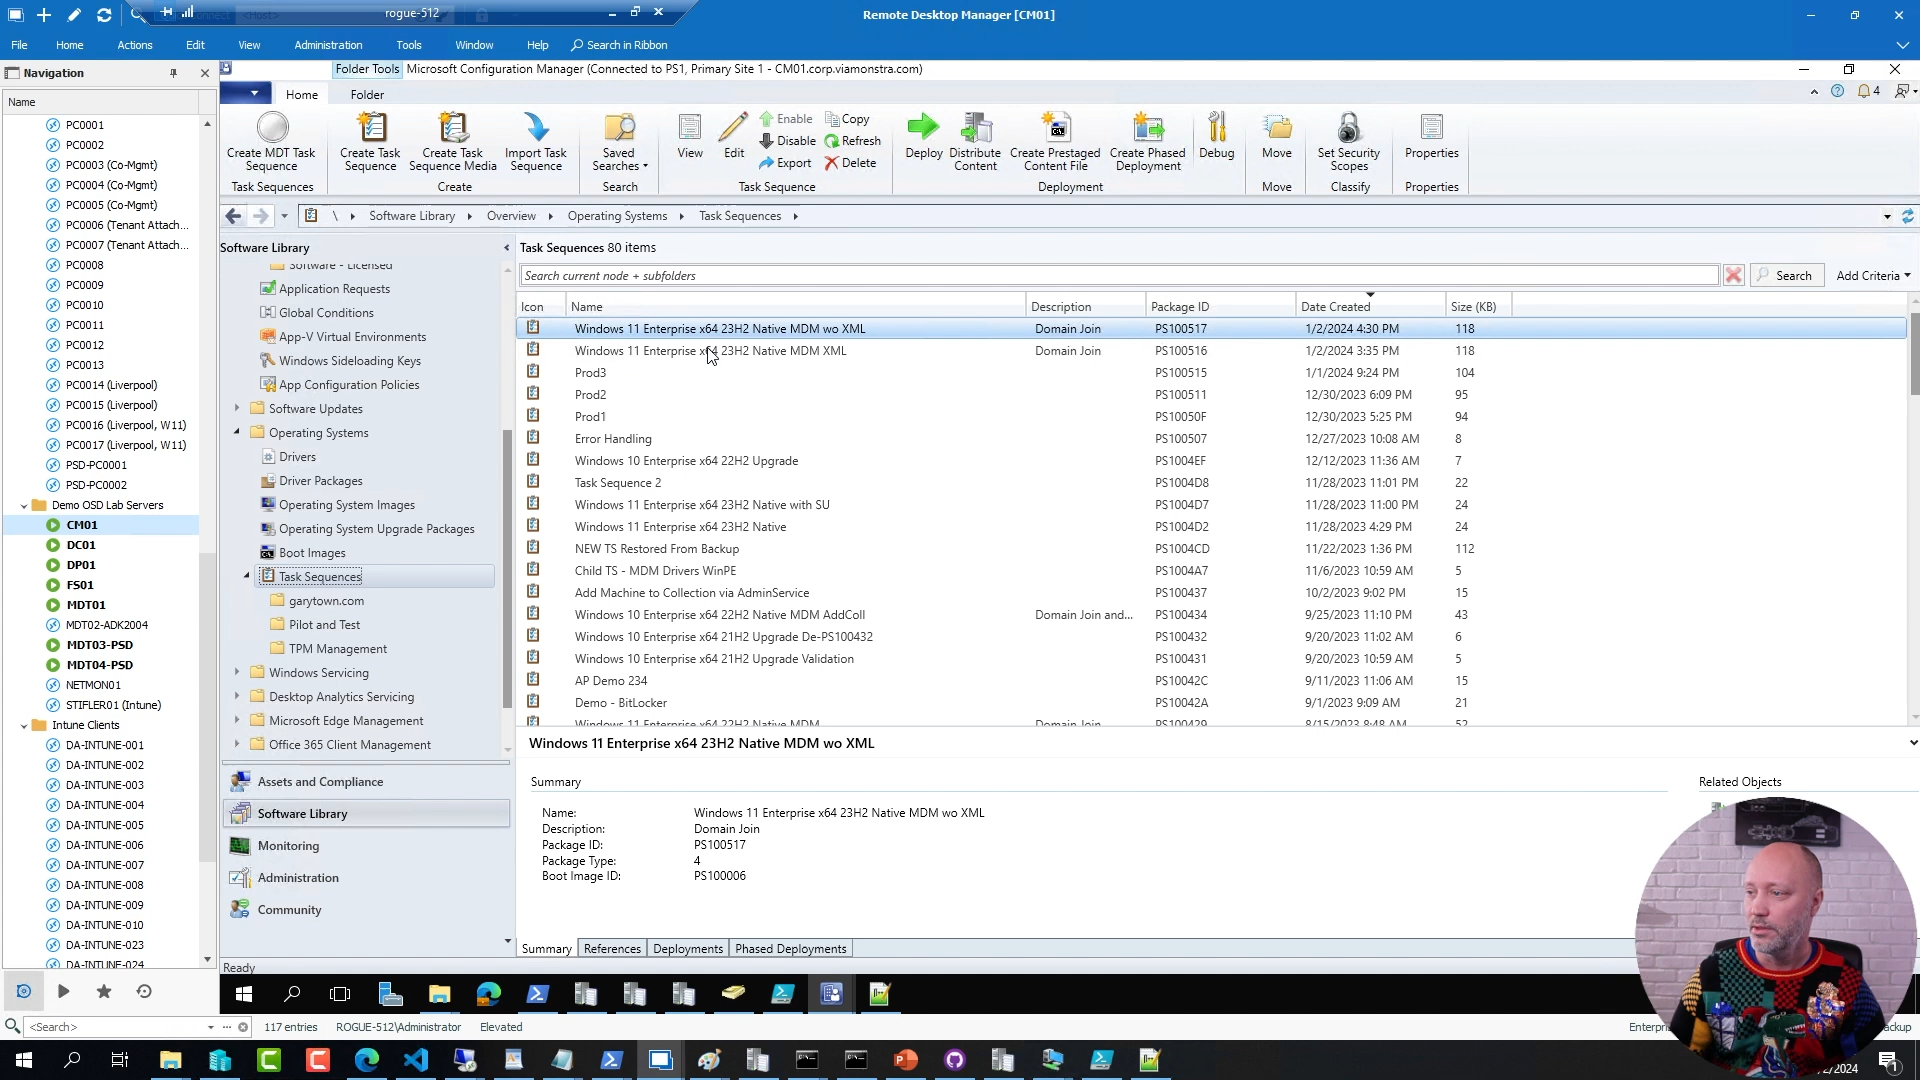 rogue-512
Remote Desktop Manager [CM01]
File Home Actions Edit View Administration Tools Window Help Search in Ribbon
Navigation
Name
PC0001
PC0002
PC0003 (Co-Mgmt)
PC0004 (Co-Mgmt)
PC0005 (Co-Mgmt)
PC0006 (Tenant Attach...
PC0007 (Tenant Attach...
PC0008
PC0009
PC0010
PC0011
PC0012
PC0013
PC0014 (Liverpool)
PC0015 (Liverpool)
PC0016 (Liverpool, W11)
PC0017 (Liverpool, W11)
PSD-PC0001
PSD-PC0002
Demo OSD Lab Servers
CM01
DC01
DP01
FS01
MDT01
MDT02-ADK2004
MDT03-PSD
MDT04-PSD
NETMON01
STIFLER01 (Intune)
Intune Clients
DA-INTUNE-001
DA-INTUNE-002
DA-INTUNE-003
DA-INTUNE-004
DA-INTUNE-005
DA-INTUNE-006
DA-INTUNE-007
DA-INTUNE-008
DA-INTUNE-009
DA-INTUNE-010
DA-INTUNE-023
DA-INTUNE-024
Folder Tools Microsoft Configuration Manager (Connected to PS1, Primary Site 1 - CM01.corp.viamonstra.com)
Home Folder
4
Create MDT Task Sequence
Create Task Sequence
Create Task Sequence Media
Import Task Sequence
Saved Searches
View
Edit
Enable
Disable
Export
Copy
Refresh
Delete
Deploy
Distribute Content
Create Prestaged Content File
Create Phased Deployment
Debug
Move
Set Security Scopes
Properties
Task Sequences Create Search Task Sequence Deployment Move Classify Properties
\ Software Library Overview Operating Systems Task Sequences
Software Library
Software - Licensed
Application Requests
Global Conditions
App-V Virtual Environments
Windows Sideloading Keys
App Configuration Policies
Software Updates
Operating Systems
Drivers
Driver Packages
Operating System Images
Operating System Upgrade Packages
Boot Images
Task Sequences
garytown.com
Pilot and Test
TPM Management
Windows Servicing
Desktop Analytics Servicing
Microsoft Edge Management
Office 365 Client Management
Assets and Compliance
Software Library
Monitoring
Administration
Community
Task Sequences 80 items
Search current node + subfolders
Search Add Criteria
Icon Name Description Package ID Date Created Size (KB)
Windows 11 Enterprise x64 23H2 Native MDM wo XML Domain Join PS100517 1/2/2024 4:30 PM 118
Windows 11 Enterprise x64 23H2 Native MDM XML Domain Join PS100516 1/2/2024 3:35 PM 118
Prod3 PS100515 1/1/2024 9:24 PM 104
Prod2 PS100511 12/30/2023 6:09 PM 95
Prod1 PS10050F 12/30/2023 5:25 PM 94
Error Handling PS100507 12/27/2023 10:08 AM 8
Windows 10 Enterprise x64 22H2 Upgrade PS1004EF 12/12/2023 11:36 AM 7
Task Sequence 2 PS1004D8 11/28/2023 11:01 PM 22
Windows 11 Enterprise x64 23H2 Native with SU PS1004D7 11/28/2023 11:00 PM 24
Windows 11 Enterprise x64 23H2 Native PS1004D2 11/28/2023 4:29 PM 24
NEW TS Restored From Backup PS1004CD 11/22/2023 1:36 PM 112
Child TS - MDM Drivers WinPE PS1004A7 11/6/2023 10:59 AM 5
Add Machine to Collection via AdminService PS100437 10/2/2023 9:02 PM 15
Windows 10 Enterprise x64 22H2 Native MDM AddColl Domain Join and... PS100434 9/25/2023 11:10 PM 43
Windows 10 Enterprise x64 21H2 Upgrade De-PS100432 PS100432 9/20/2023 11:02 AM 6
Windows 10 Enterprise x64 21H2 Upgrade Validation PS100431 9/20/2023 10:59 AM 5
AP Demo 234 PS10042C 9/11/2023 11:06 AM 15
Demo - BitLocker PS10042A 9/1/2023 9:09 AM 21
Windows 11 Enterprise x64 22H2 Native MDM Domain Join PS100429 8/15/2023 8:48 AM 52
Windows 11 Enterprise x64 23H2 Native MDM wo XML
Summary
Related Objects
Name: Windows 11 Enterprise x64 23H2 Native MDM wo XML
Description: Domain Join
Package ID: PS100517
Package Type: 4
Boot Image ID: PS100006
Summary References Deployments Phased Deployments
Ready
<Search> 117 entries ROGUE-512\Administrator Elevated
1